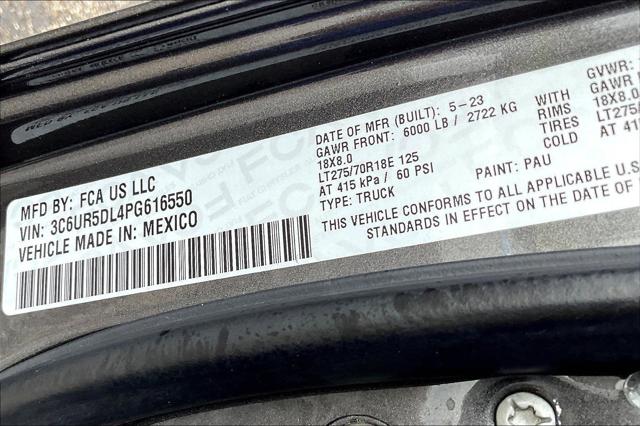 MFD BY: FCA US LLC
VIN: 3C6UR5DL4PG616550
VEHICLE MADE IN: MEXICO
DATE OF MFR (BUILT): 5-23
GAWR FRONT: 6000 LB / 2722 KG
18X8.0
LT275/70R18E 125
AT 415 kPa / 60 PSI
TYPE: TRUCK
WITH
RIMS
TIRES
COLD
PAINT: PAU
GVWR:
GAWR
18X8.0
LT275/
AT 41
THIS VEHICLE CONFORMS TO ALL APPLICABLE U.S.
STANDARDS IN EFFECT ON THE DATE OF